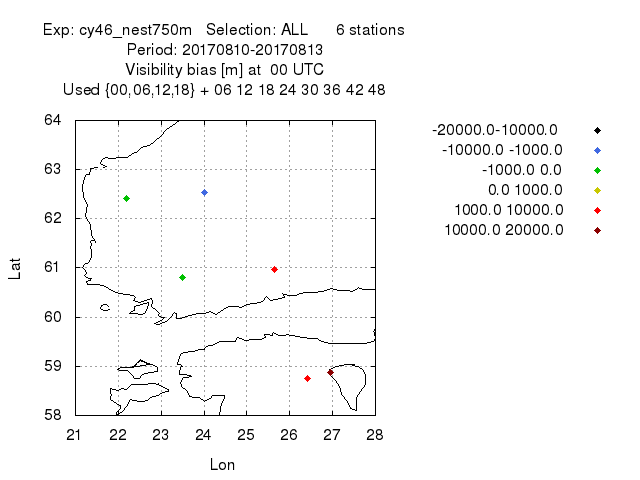 Exp: cy46_nest750m Selection: ALL 6 stations
Period: 20170810-20170813
Visibility bias [m] at 00 UTC
Used {00,06,12,18} + 06 12 18 24 30 36 42 48
-20000.0-10000.0
-10000.0 -1000.0
-1000.0 0.0
0.0 1000.0
1000.0 10000.0
10000.0 20000.0
64
63
62
61
60
59
58
Lat
21 22 23 24 25 26 27 28
Lon